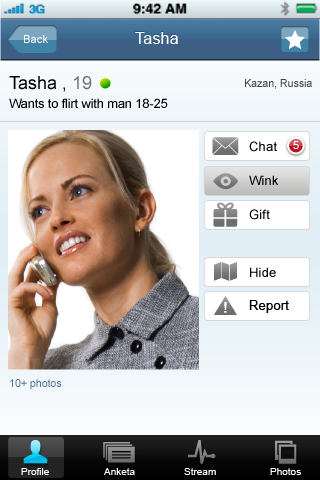 3G 9:42 AM
Back Tasha
Tasha , 19
Kazan, Russia
Wants to flirt with man 18-25
Chat 5
Wink
Gift
Hide
Report
10+ photos
Profile Anketa Stream Photos